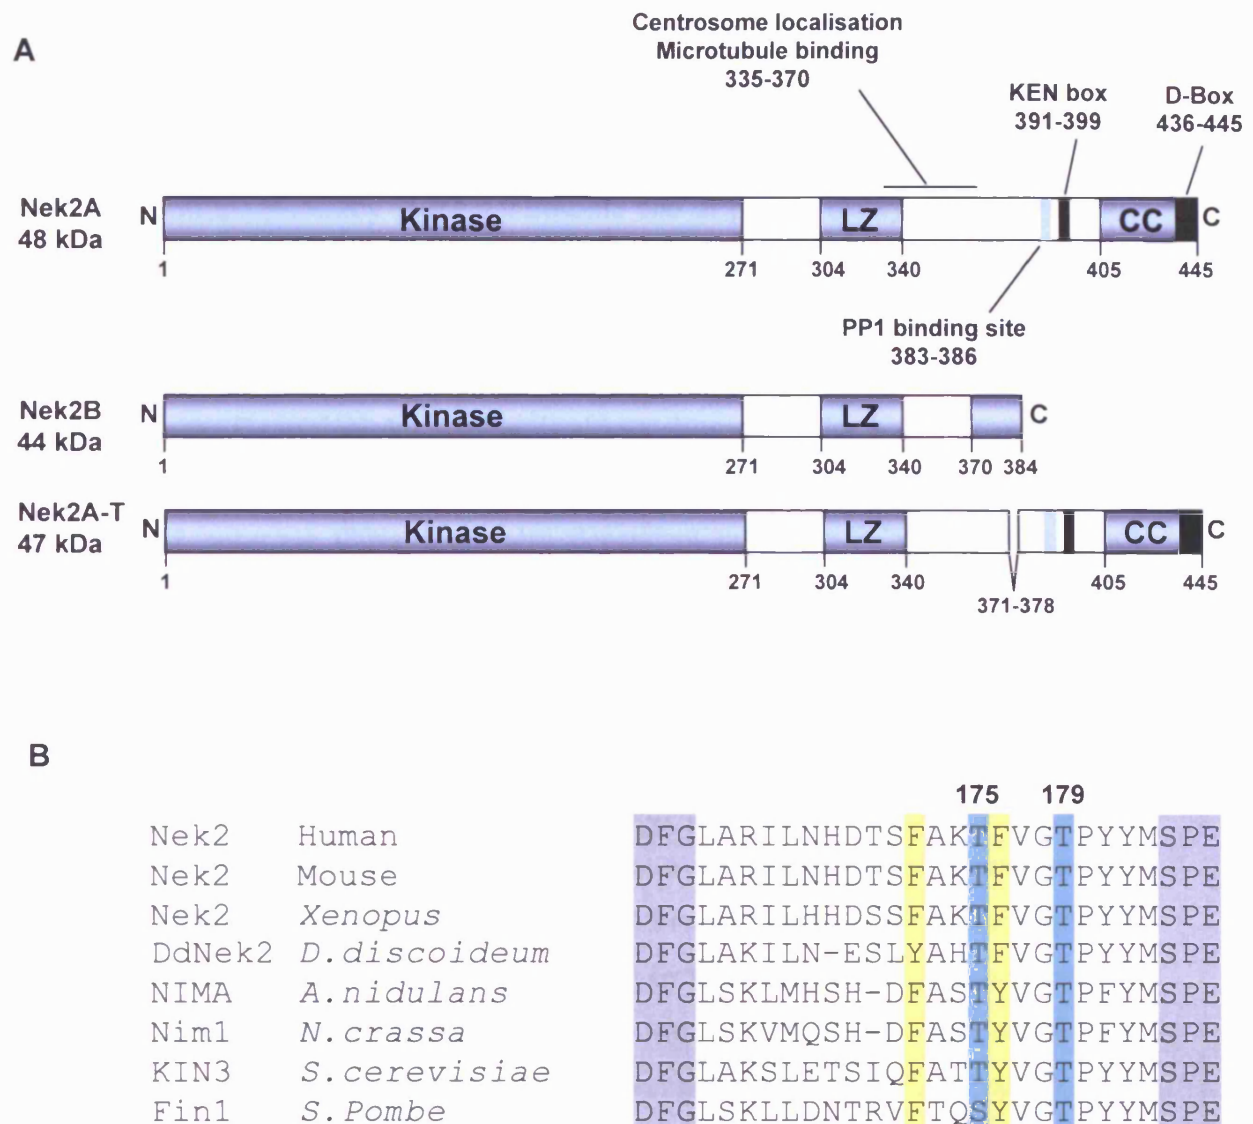 A
Centrosome localisation
Microtubule binding
335-370
KEN box
391-399
D-Box
436-445
Nek2A
48 kDa
N Kinase LZ CC C
1 271 304 340 405 445
PP1 binding site
383-386
Nek2B
44 kDa
N Kinase LZ C
1 271 304 340 370 384
Nek2A-T
47 kDa
N Kinase LZ CC C
1 271 304 340 405 445
371-378
B
175 179
Nek2 Human DFGLARILNHDTSFAKTFVGTPYYMSPE
Nek2 Mouse DFGLARILNHDTSFAKTFVGTPYYMSPE
Nek2 Xenopus DFGLARILHHDSSFAKTFVGTPYYMSPE
DdNek2 D.discoideum DFGLAKILN-ESLYAHTFVGTPYYMSPE
NIMA A.nidulans DFGLSKLMHSH-DFASTYVGTPFYMSPE
Nim1 N.crassa DFGLSKVMQSH-DFASTYVGTPFYMSPE
KIN3 S.cerevisiae DFGLAKSLETSIQFATTYVGTPYYMSPE
Fin1 S.Pombe DFGLSKLLDNTRVFTQSYVGTPYYMSPE